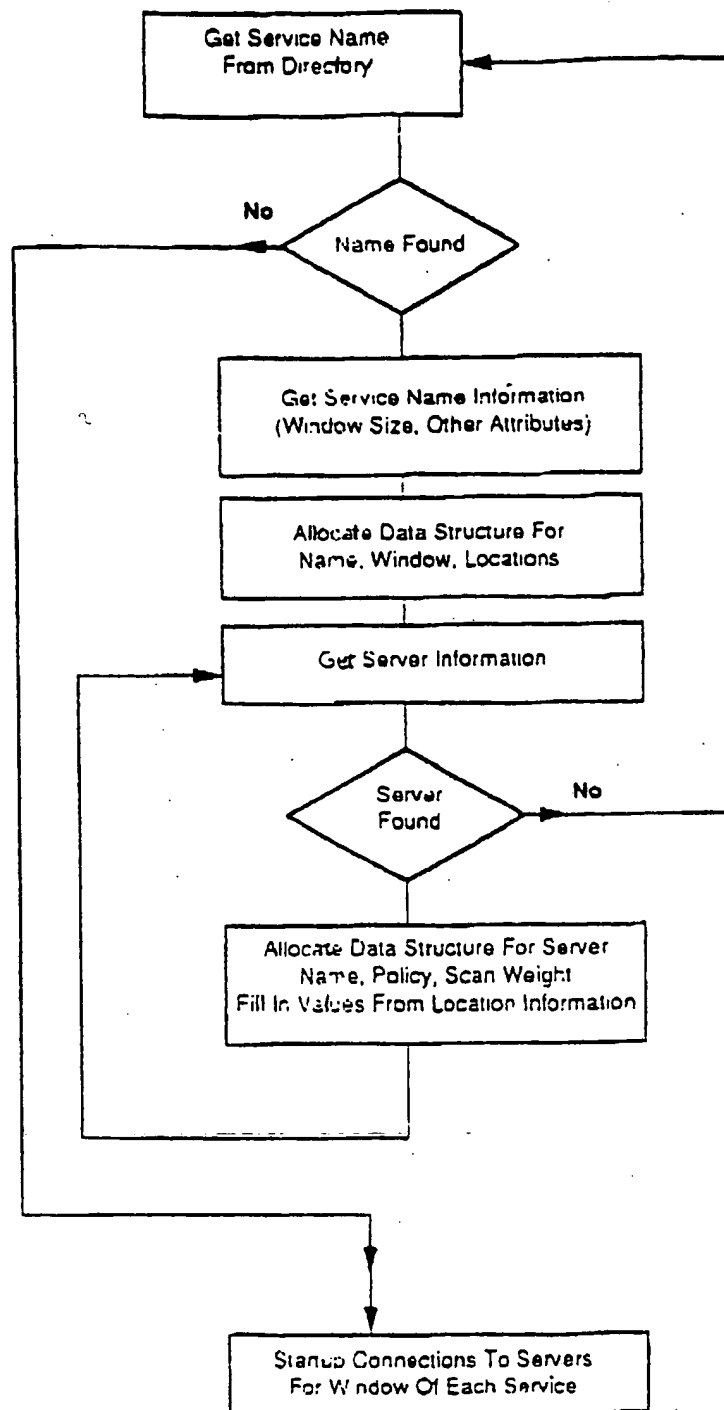 Get Service Name
From Directory
No
Name Found
Get Service Name Information
(Window Size, Other Attributes)
Allocate Data Structure For
Name, Window, Locations
Get Server Information
Server
Found
No
Allocate Data Structure For Server
Name, Policy, Scan Weight
Fill In Values From Location Information
Startup Connections To Servers
For Window Of Each Service